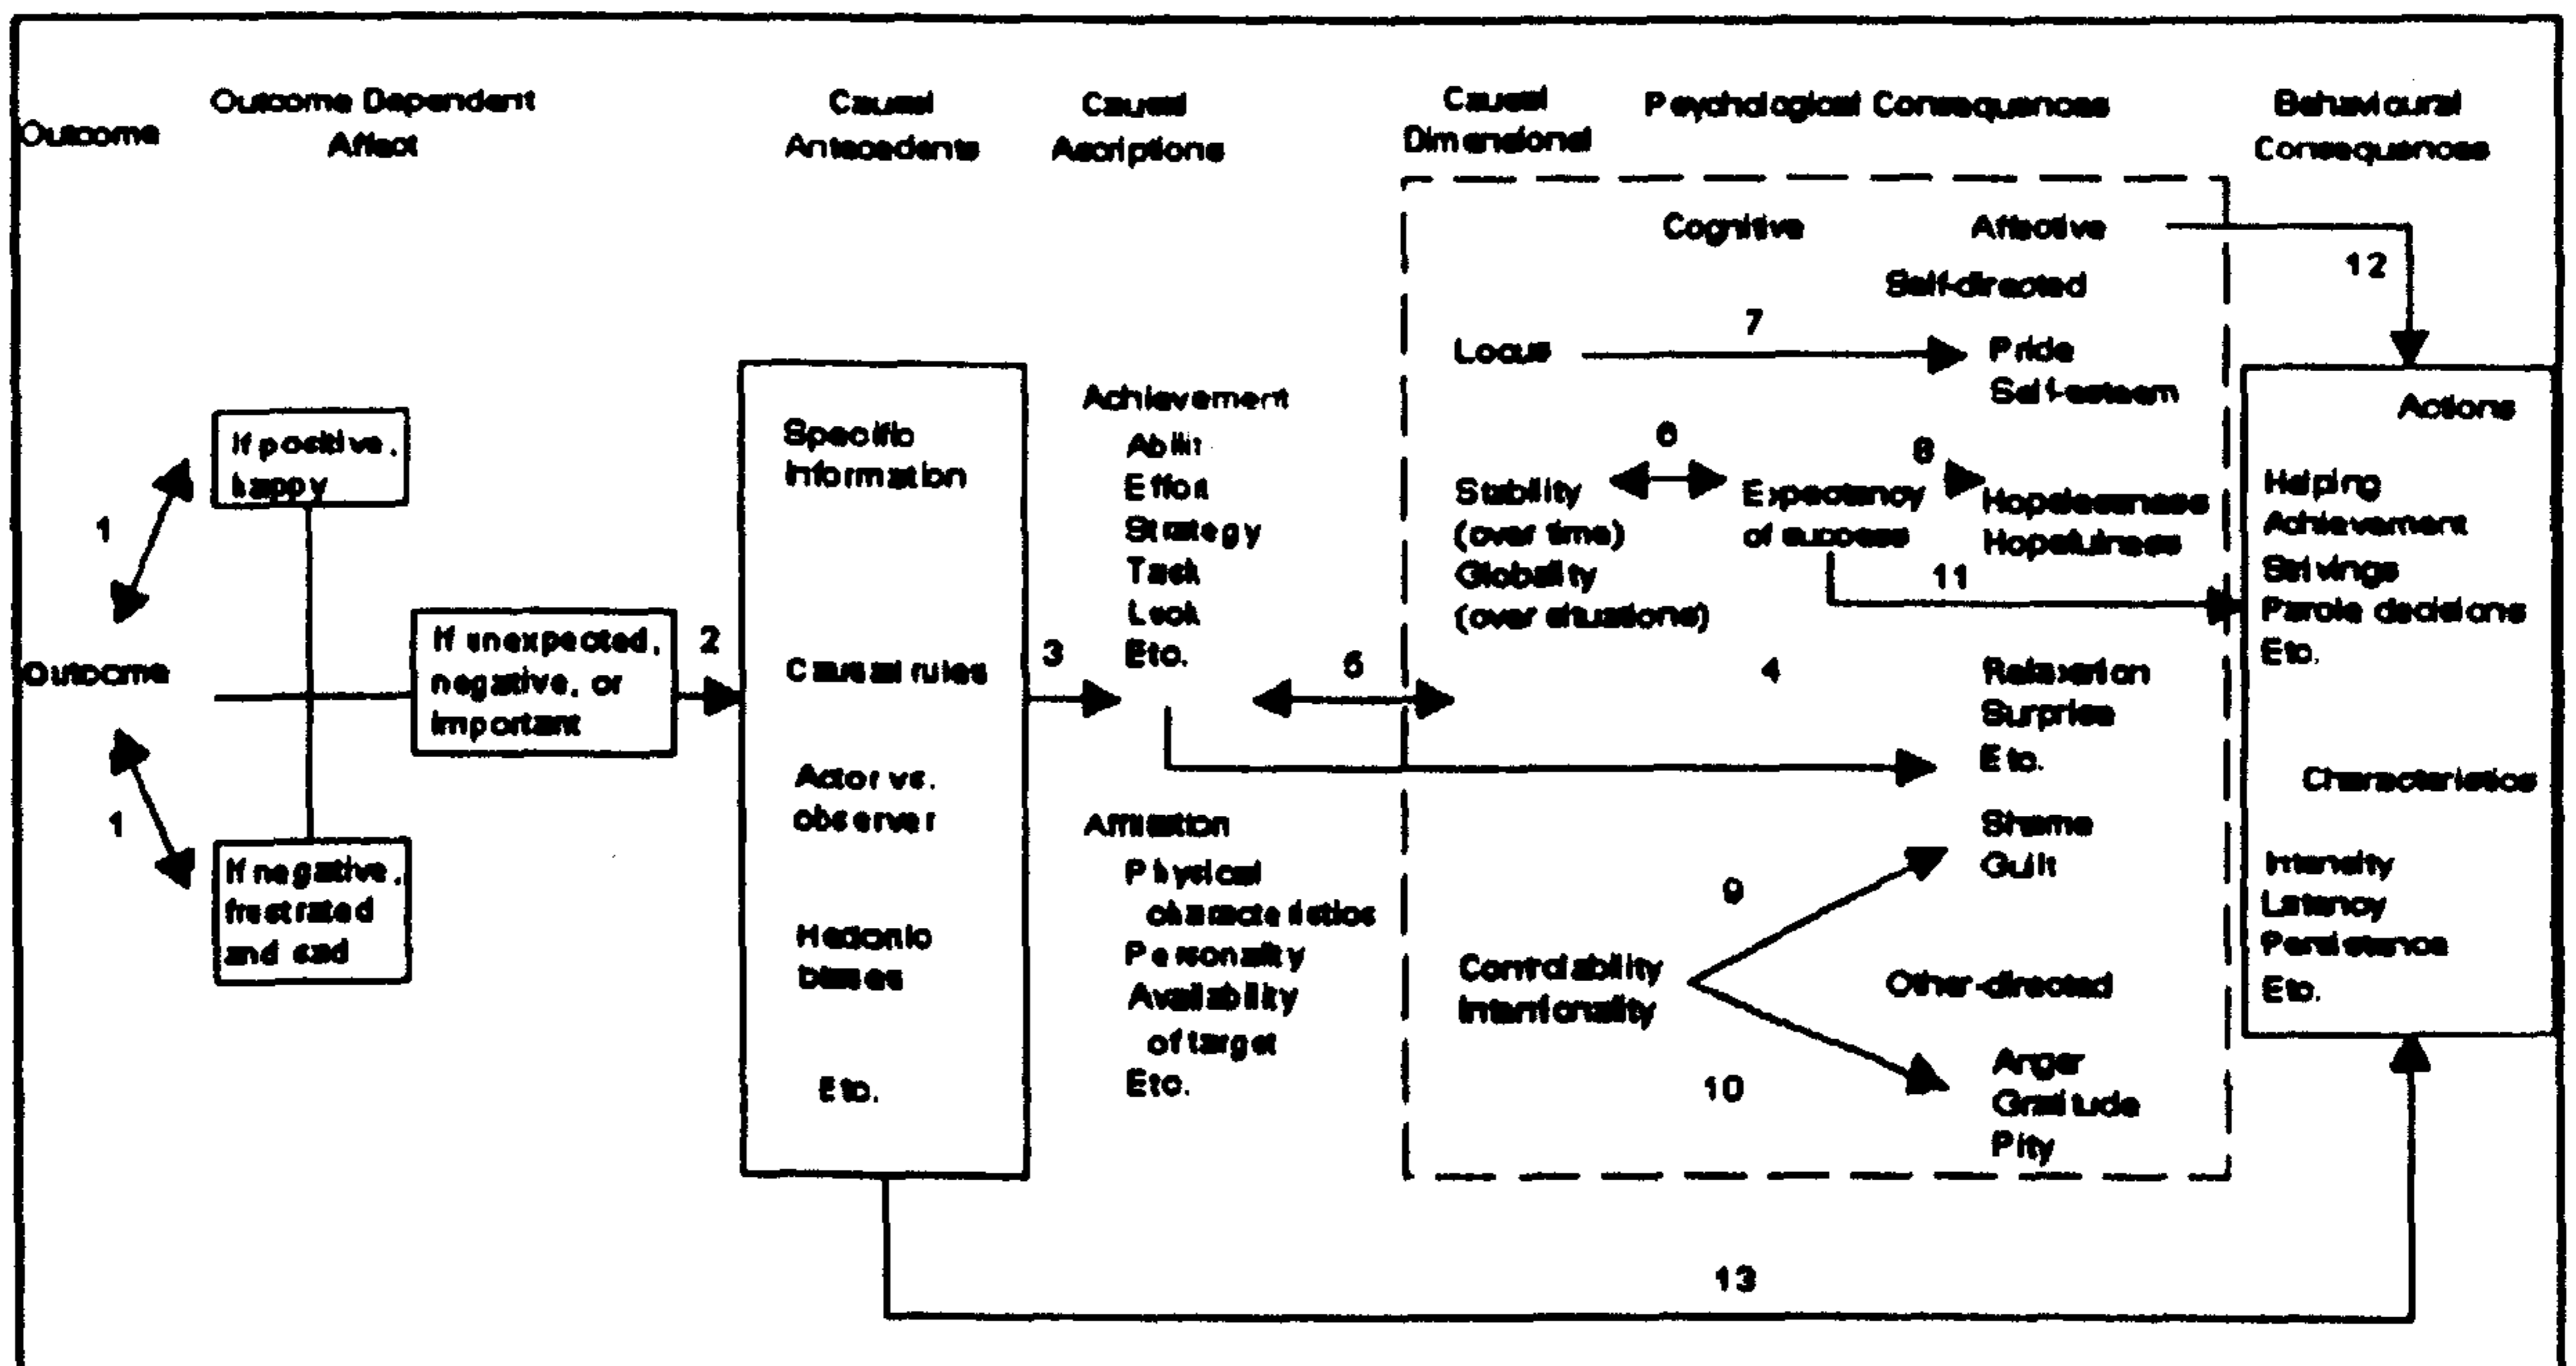 Outcome
Outcome Dependent
Affect
Causal
Antecedents
Causal
Ascriptions
Causal
Dimensional
Psychological Consequences
Behavioural
Consequences
Outcome
1
1
If positive,
happy
If negative,
frustrated
and sad
If unexpected,
negative, or
important
2
Specific
Information
Causal rules
Actor vs.
observer
Hedonic
biases
Etc.
3
Achievement
Abilit
Effort
Strategy
Task
Luck
Etc.
Affiliation
Physical
characteristics
Personality
Availability
of target
Etc.
5
Cognitive
Affective
Self-directed
Locus
7
Pride
Self-esteem
Stability
(over time)
Globality
(over situations)
6
Expectancy
of success
8
Hopelessness
Hopefulness
11
4
Relaxation
Surprise
Etc.
Controlability
Intentionality
9
Shame
Guilt
Other-directed
10
Anger
Gratitude
Pity
12
Actions
Helping
Achievement
Strivings
Parole decisions
Etc.
Characteristics
Intensity
Latency
Persistence
Etc.
13